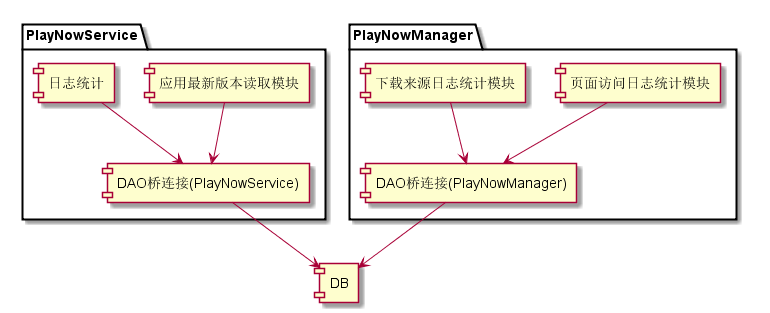 PlayNowService
PlayNowManager
日志统计
应用最新版本读取模块
下载来源日志统计模块
页面访问日志统计模块
DAO桥连接(PlayNowService)
DAO桥连接(PlayNowManager)
DB